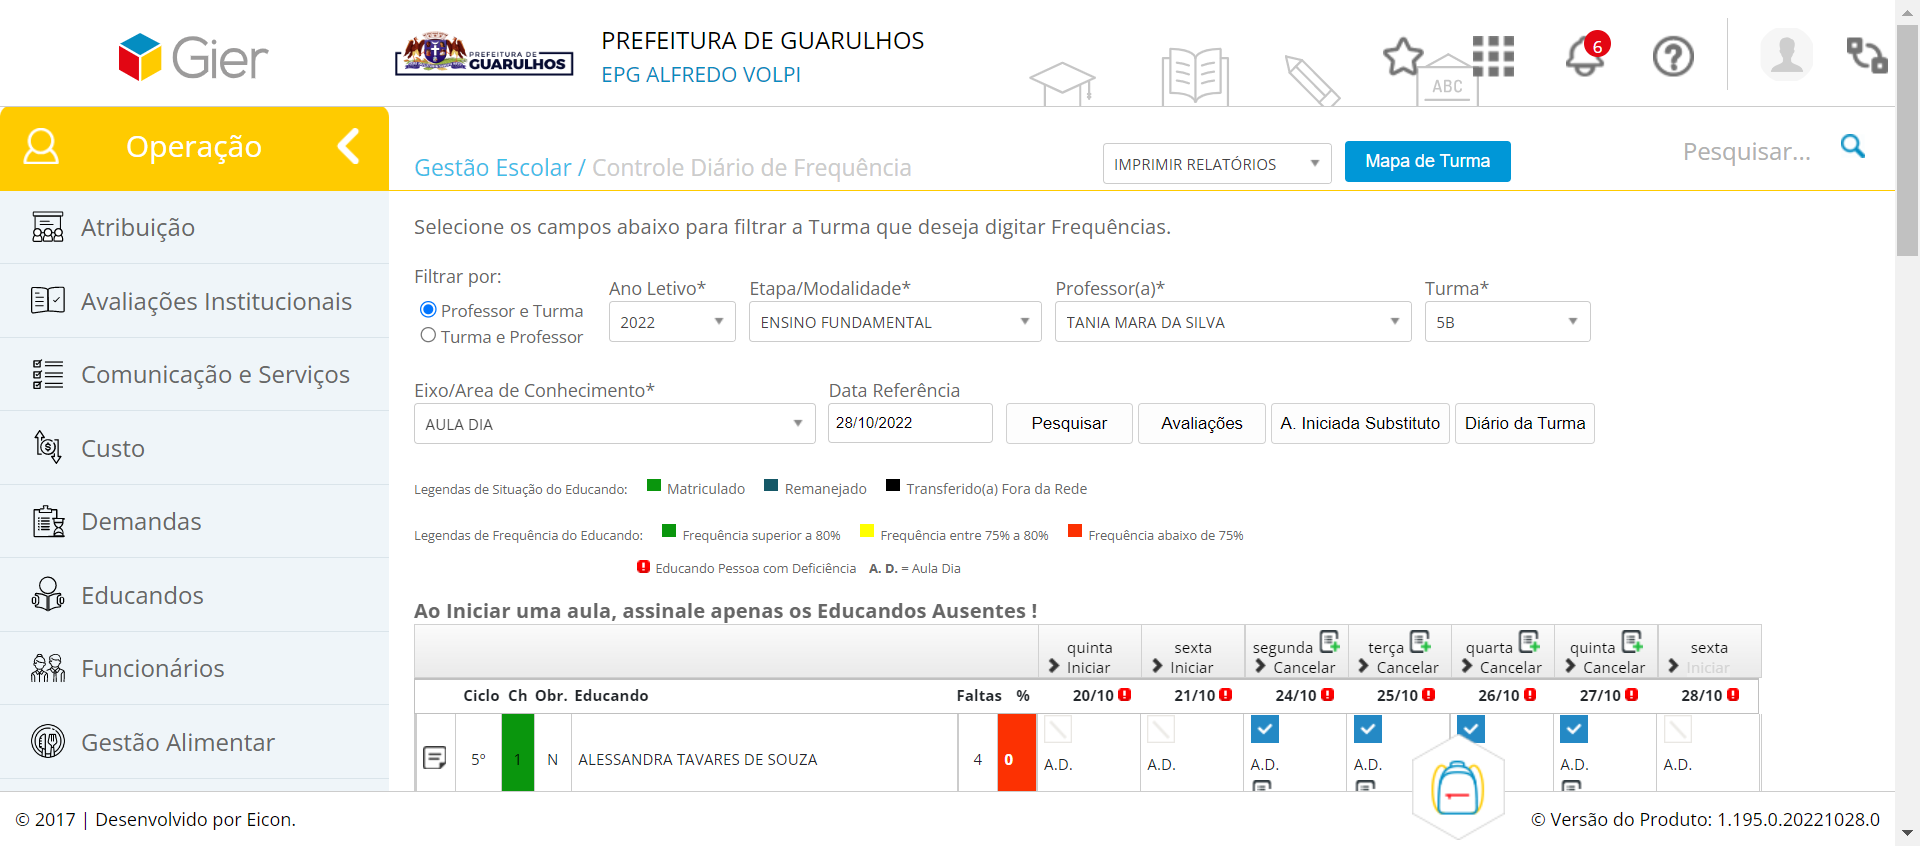 Gier
PREFEITURA DE
GUARULHOS
PREFEITURA DE GUARULHOS
EPG ALFREDO VOLPI
ABC
6
Operação
Gestão Escolar / Controle Diário de Frequência
IMPRIMIR RELATÓRIOS
Mapa de Turma
Pesquisar...
Atribuição
Avaliações Institucionais
Comunicação e Serviços
Custo
Demandas
Educandos
Funcionários
Gestão Alimentar
Selecione os campos abaixo para filtrar a Turma que deseja digitar Frequências.
Filtrar por:
Professor e Turma
Turma e Professor
Ano Letivo* Etapa/Modalidade* Professor(a)* Turma*
2022 ENSINO FUNDAMENTAL TANIA MARA DA SILVA 5B
Eixo/Area de Conhecimento* Data Referência
AULA DIA 28/10/2022 Pesquisar Avaliações A. Iniciada Substituto Diário da Turma
Legendas de Situação do Educando: Matriculado Remanejado Transferido(a) Fora da Rede
Legendas de Frequência do Educando: Frequência superior a 80% Frequência entre 75% a 80% Frequência abaixo de 75%
Educando Pessoa com Deficiência A. D. = Aula Dia
Ao Iniciar uma aula, assinale apenas os Educandos Ausentes !
quinta sexta segunda terça quarta quinta sexta
Iniciar Iniciar Cancelar Cancelar Cancelar Cancelar Iniciar
Ciclo Ch Obr. Educando Faltas % 20/10 21/10 24/10 25/10 26/10 27/10 28/10
5º 1 N ALESSANDRA TAVARES DE SOUZA 4 0 A.D. A.D. A.D. A.D. A.D. A.D.
© 2017 | Desenvolvido por Eicon.
© Versão do Produto: 1.195.0.20221028.0